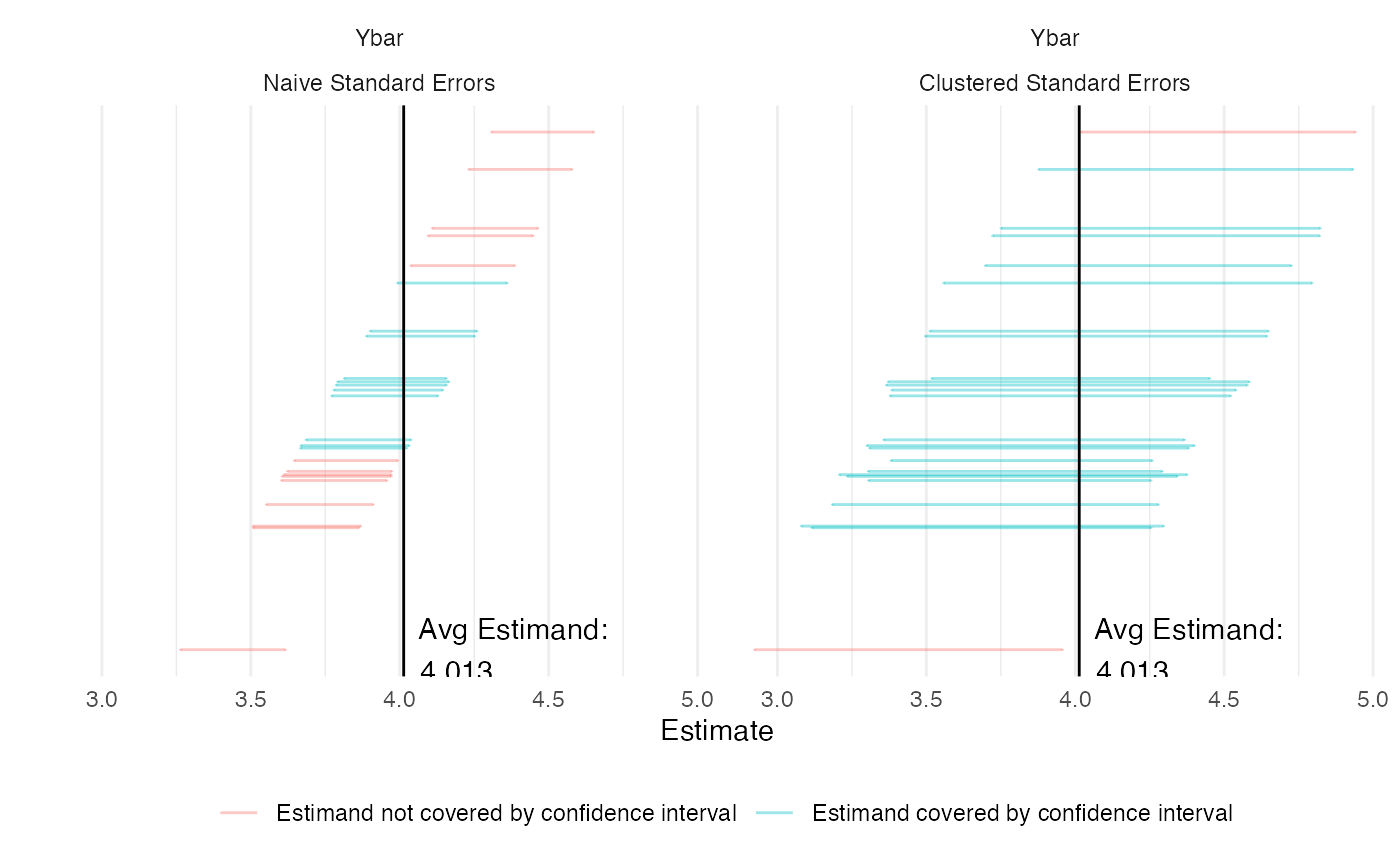 Ybar
Ybar
Naive Standard Errors
Clustered Standard Errors
Avg Estimand:
4.013
Avg Estimand:
4.013
3.0
3.5
4.0
4.5
5.0
3.0
3.5
4.0
4.5
5.0
Estimate
Estimand not covered by confidence interval
Estimand covered by confidence interval